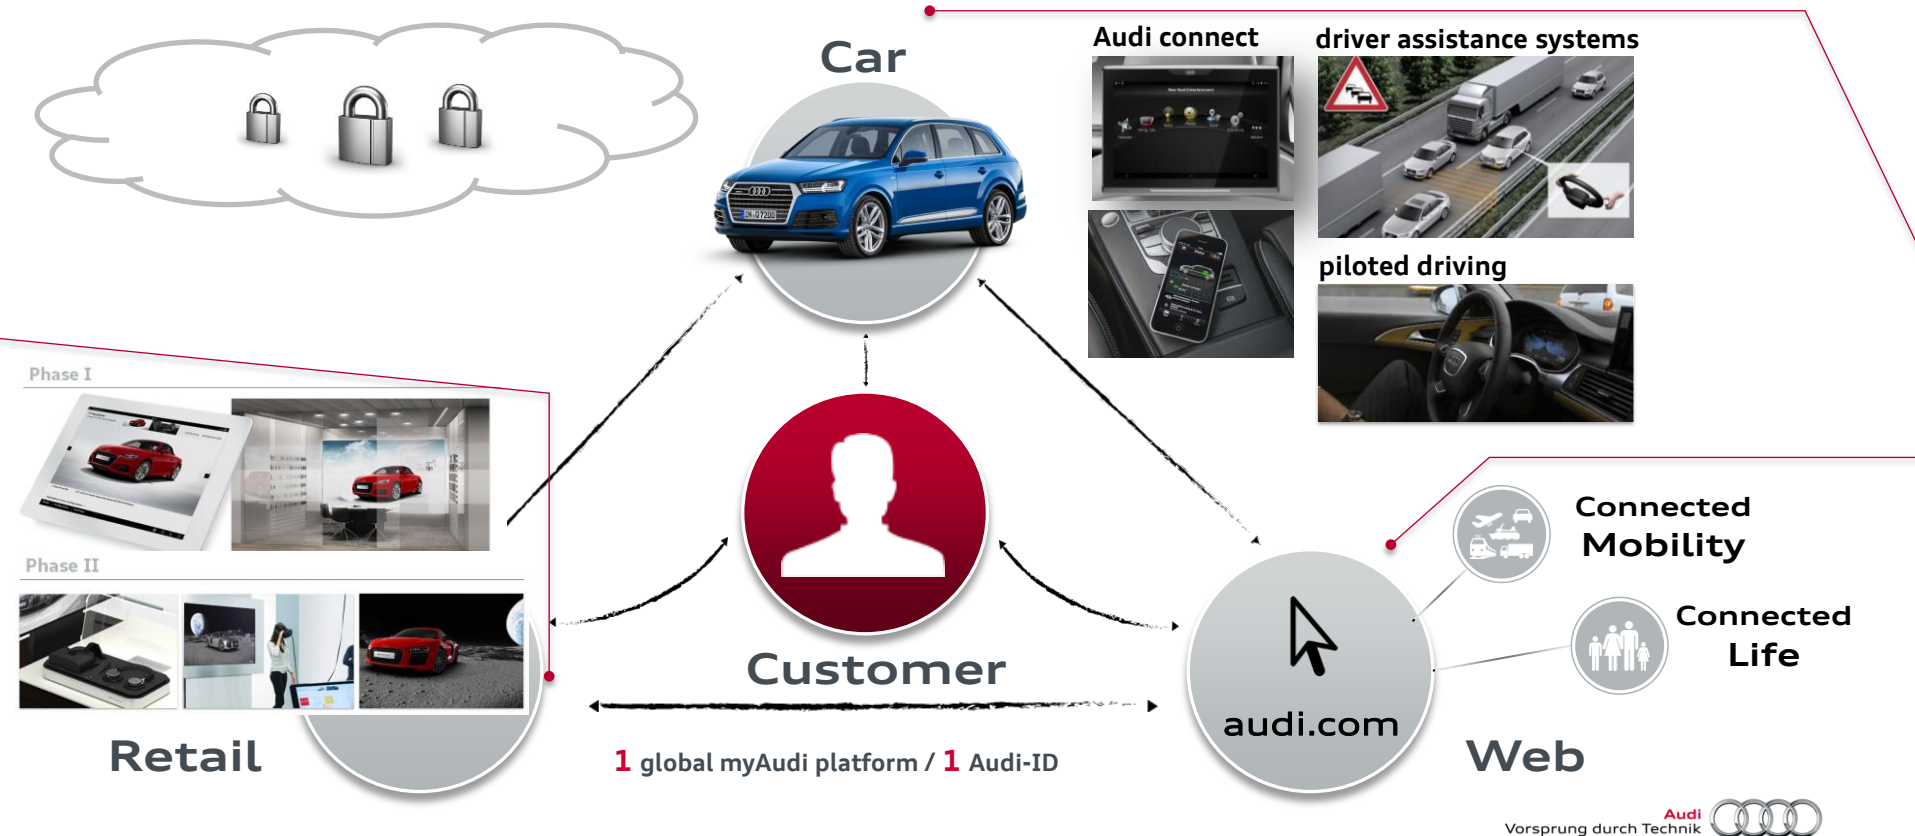 Car
Audi connect
driver assistance systems
piloted driving
Phase I
Phase II
Connected
Mobility
Connected
Life
Customer
audi.com
Retail
Web
1 global myAudi platform / 1 Audi-ID
Audi
Vorsprung durch Technik